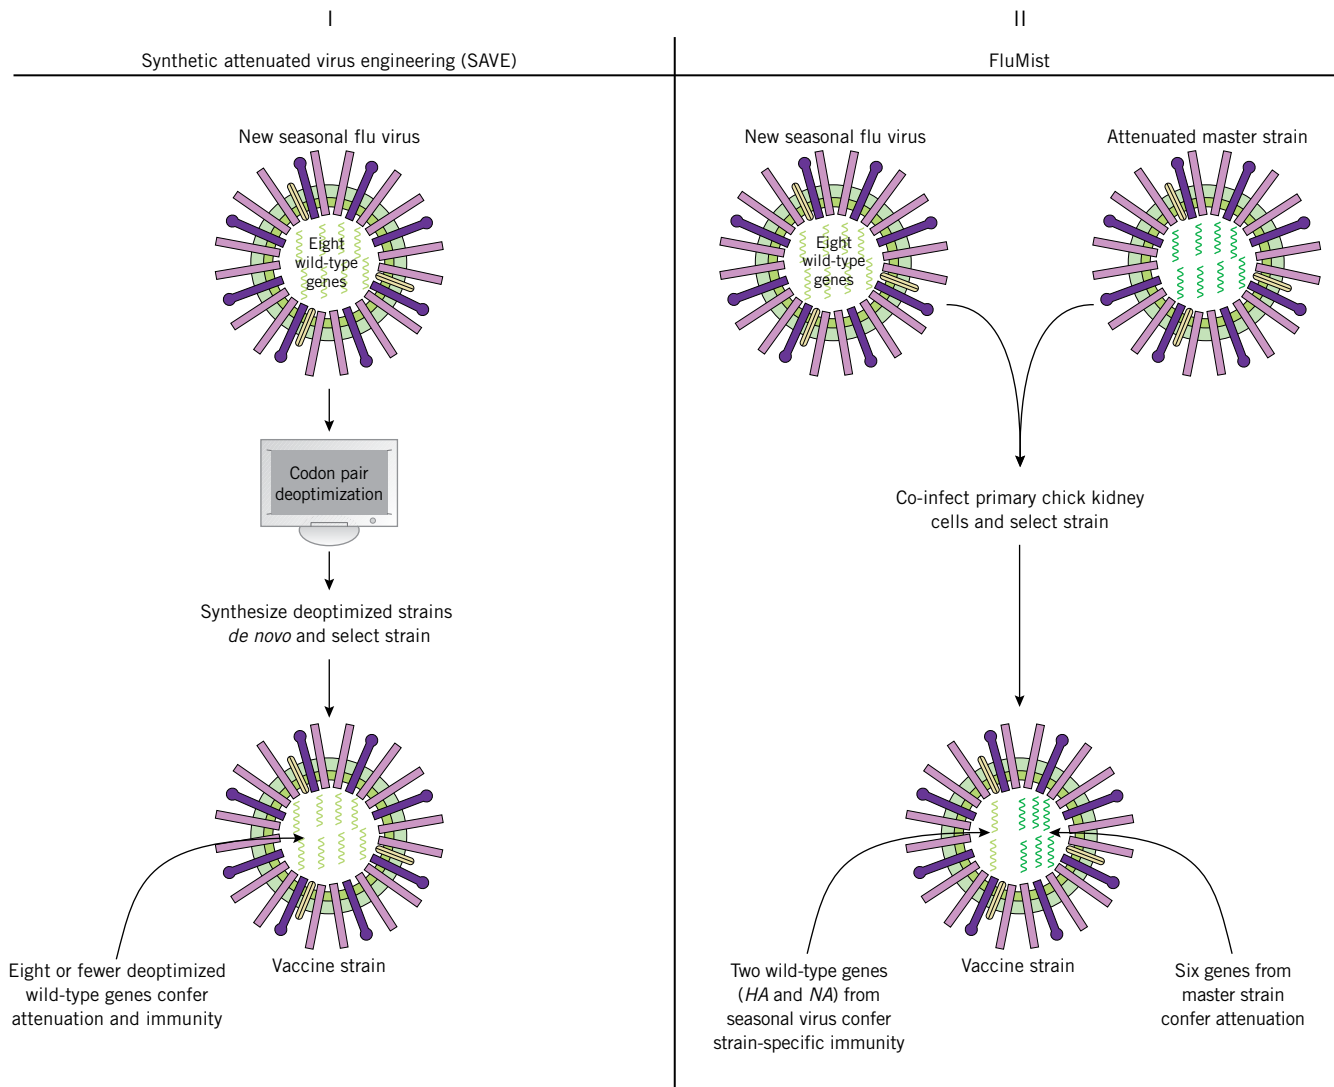 I
Synthetic attenuated virus engineering (SAVE)
New seasonal flu virus
Eight
wild-type
genes
Codon pair
deoptimization
Synthesize deoptimized strains
de novo and select strain
Eight or fewer deoptimized
wild-type genes confer
attenuation and immunity
Vaccine strain
II
FluMist
New seasonal flu virus
Attenuated master strain
Eight
wild-type
genes
Co-infect primary chick kidney
cells and select strain
Two wild-type genes
(HA and NA) from
seasonal virus confer
strain-specific immunity
Vaccine strain
Six genes from
master strain
confer attenuation